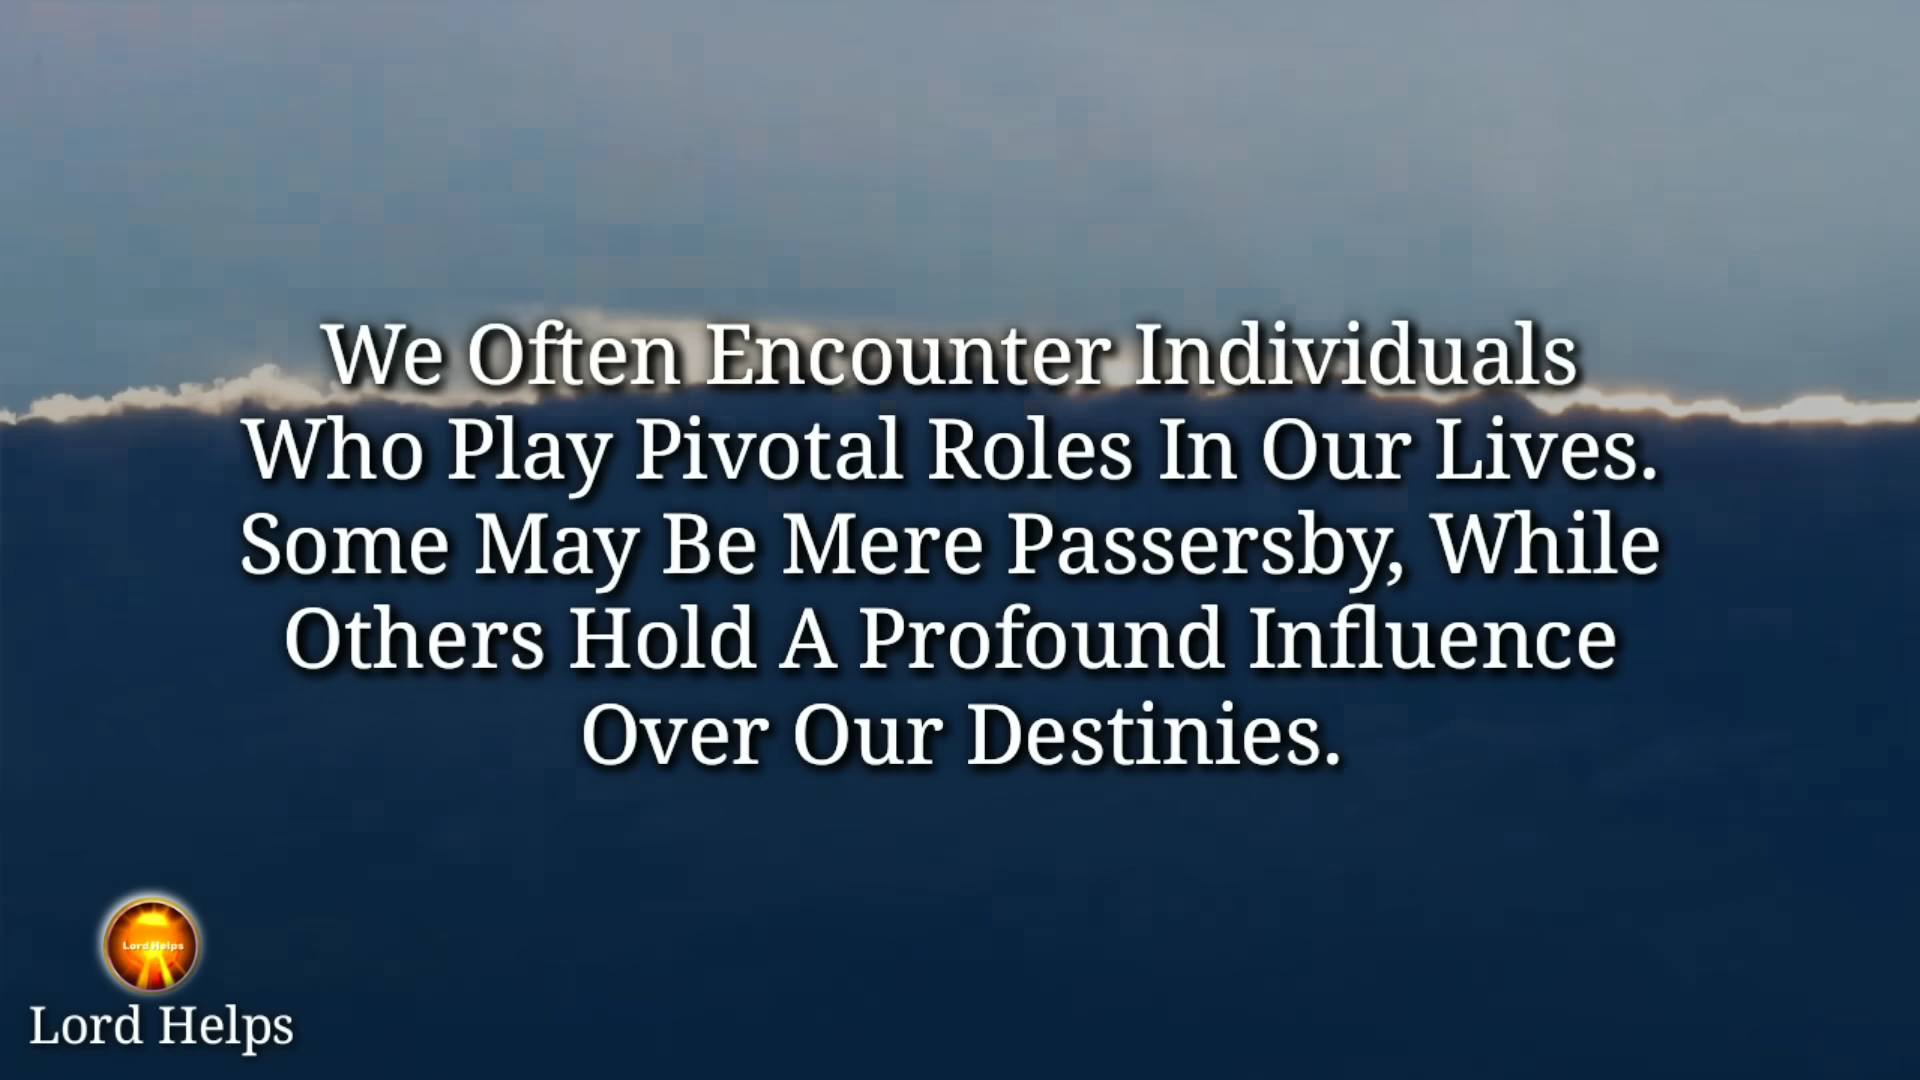 We Often Encounter Individuals
Who Play Pivotal Roles In Our Lives.
Some May Be Mere Passersby, While
Others Hold A Profound Influence
Over Our Destinies.
Lord Helps
Lord Helps